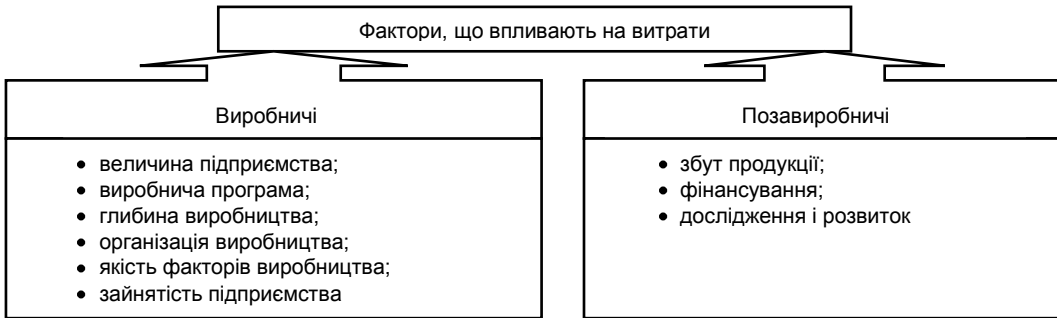 Фактори, що впливають на витрати
Виробничі
• величина підприємства;
• виробнича програма;
• глибина виробництва;
• організація виробництва;
• якість факторів виробництва;
• зайнятість підприємства
Позавиробничі
• збут продукції;
• фінансування;
• дослідження і розвиток